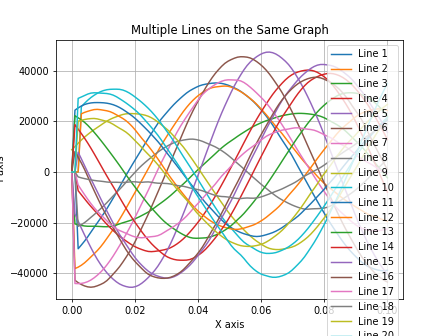 Multiple Lines on the Same Graph
40000
20000
0
−20000
−40000
0.00
0.02
0.04
0.06
X axis
Line 1
Line 2
Line 3
Line 4
Line 5
Line 6
Line 7
Line 8
Line 9
Line 10
Line 11
Line 12
Line 13
Line 14
Line 15
Line 16
Line 17
Line 18
Line 19